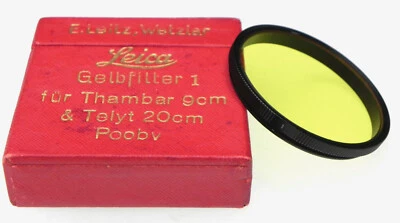 E. Leitz. Wetzlar
Leica
Gelbfilter 1
für Thambar 9cm
& Telyt 20cm
Poobv